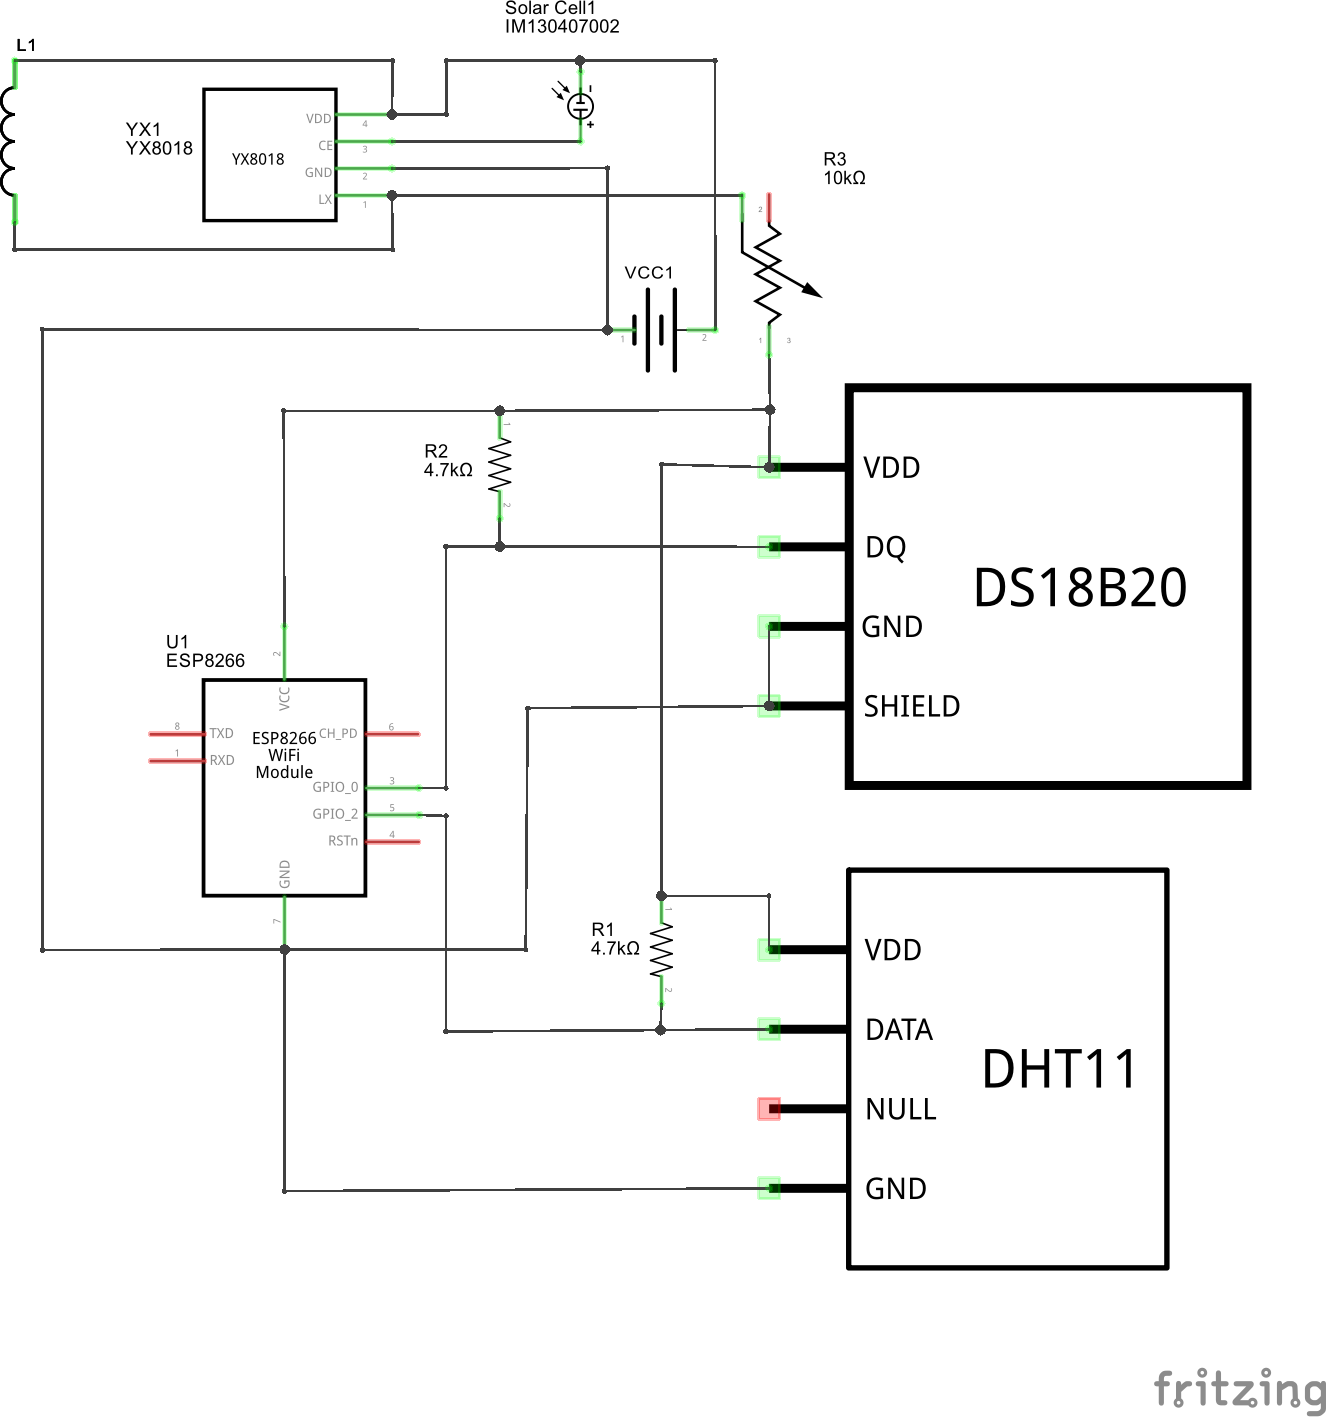 Solar Cell1
IM130407002
L1
-
+
YX1
YX8018
YX8018
VDD
4
CE
3
GND
2
LX
1
R3
10kΩ
2
1
3
VCC1
1
2
R2
4.7kΩ
1
2
VDD
DQ
GND
SHIELD
DS18B20
U1
ESP8266
2
VCC
8
TXD
1
RXD
ESP8266
WiFi
Module
CH_PD
6
GPIO_0
3
GPIO_2
5
RSTn
4
GND
7
R1
4.7kΩ
1
2
VDD
DATA
NULL
GND
DHT11
fritzing